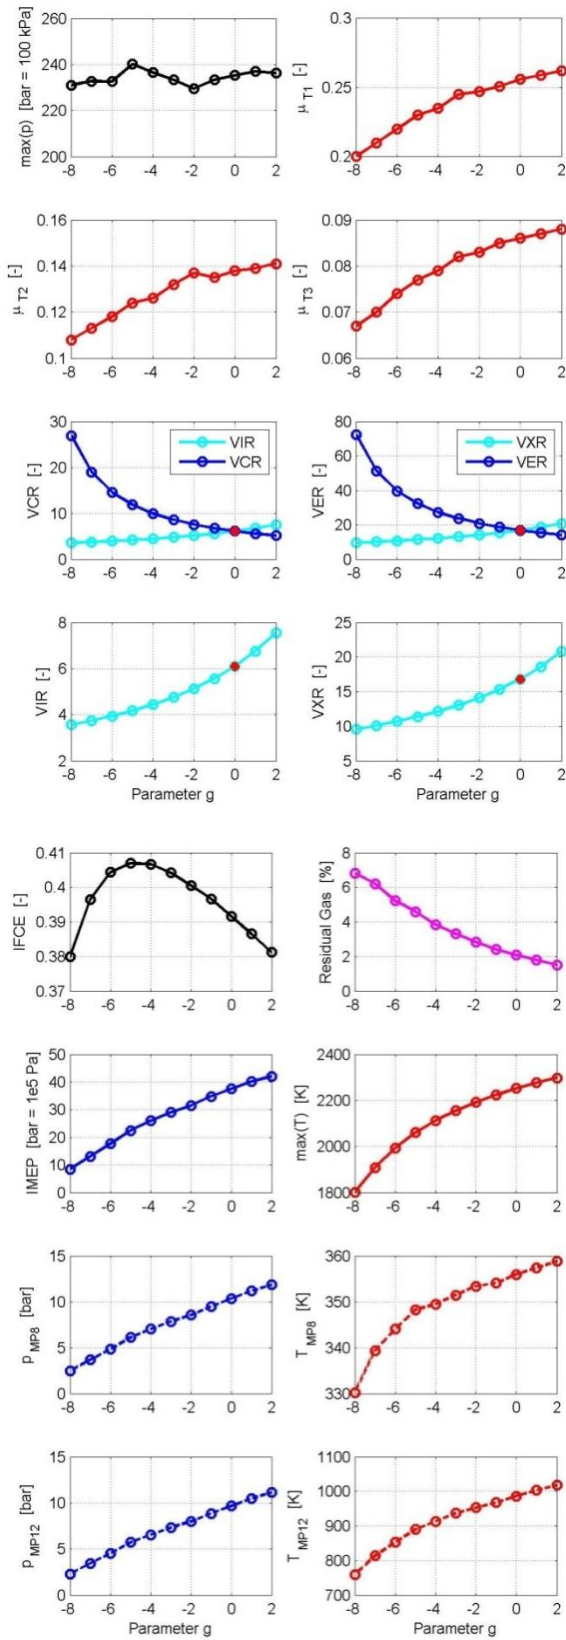 max(p) [bar = 100 kPa]
260
240
220
200
-8 -6 -4 -2 0 2
μ T1 [-]
0.3
0.25
0.2
-8 -6 -4 -2 0 2
μ T2 [-]
0.16
0.14
0.12
0.1
-8 -6 -4 -2 0 2
μ T3 [-]
0.09
0.08
0.07
0.06
-8 -6 -4 -2 0 2
VCR [-]
30
20
10
0
VIR
VCR
-8 -6 -4 -2 0 2
VER [-]
80
60
40
20
0
VXR
VER
-8 -6 -4 -2 0 2
VIR [-]
8
6
4
2
-8 -6 -4 -2 0 2
Parameter g
VXR [-]
25
20
15
10
5
-8 -6 -4 -2 0 2
Parameter g
IFCE [-]
0.41
0.4
0.39
0.38
0.37
-8 -6 -4 -2 0 2
Residual Gas [%]
8
6
4
2
0
-8 -6 -4 -2 0 2
IMEP [bar = 1e5 Pa]
50
40
30
20
10
0
-8 -6 -4 -2 0 2
max(T) [K]
2400
2200
2000
1800
-8 -6 -4 -2 0 2
p MP8 [bar]
15
10
5
0
-8 -6 -4 -2 0 2
T MP8 [K]
360
350
340
330
-8 -6 -4 -2 0 2
p MP12 [bar]
15
10
5
0
-8 -6 -4 -2 0 2
Parameter g
T MP12 [K]
1100
1000
900
800
700
-8 -6 -4 -2 0 2
Parameter g